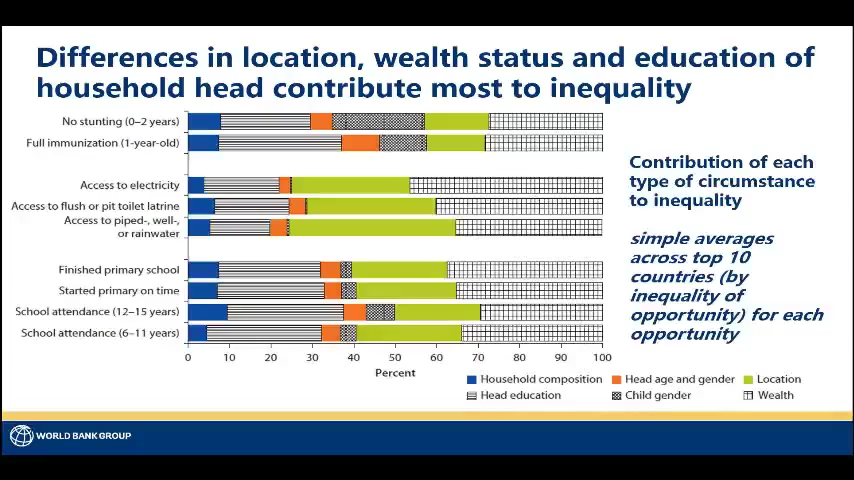 Differences in location, wealth status and education of
household head contribute most to inequality
No stunting (0–2 years)
Full immunization (1-year-old)
Access to electricity
Access to flush or pit toilet latrine
Access to piped-, well-,
or rainwater
Finished primary school
Started primary on time
School attendance (12–15 years)
School attendance (6–11 years)
0 10 20 30 40 50 60 70 80 90 100
Percent
Household composition Head age and gender Location
Head education Child gender Wealth
Contribution of each
type of circumstance
to inequality
simple averages
across top 10
countries (by
inequality of
opportunity) for each
opportunity
WORLD BANK GROUP